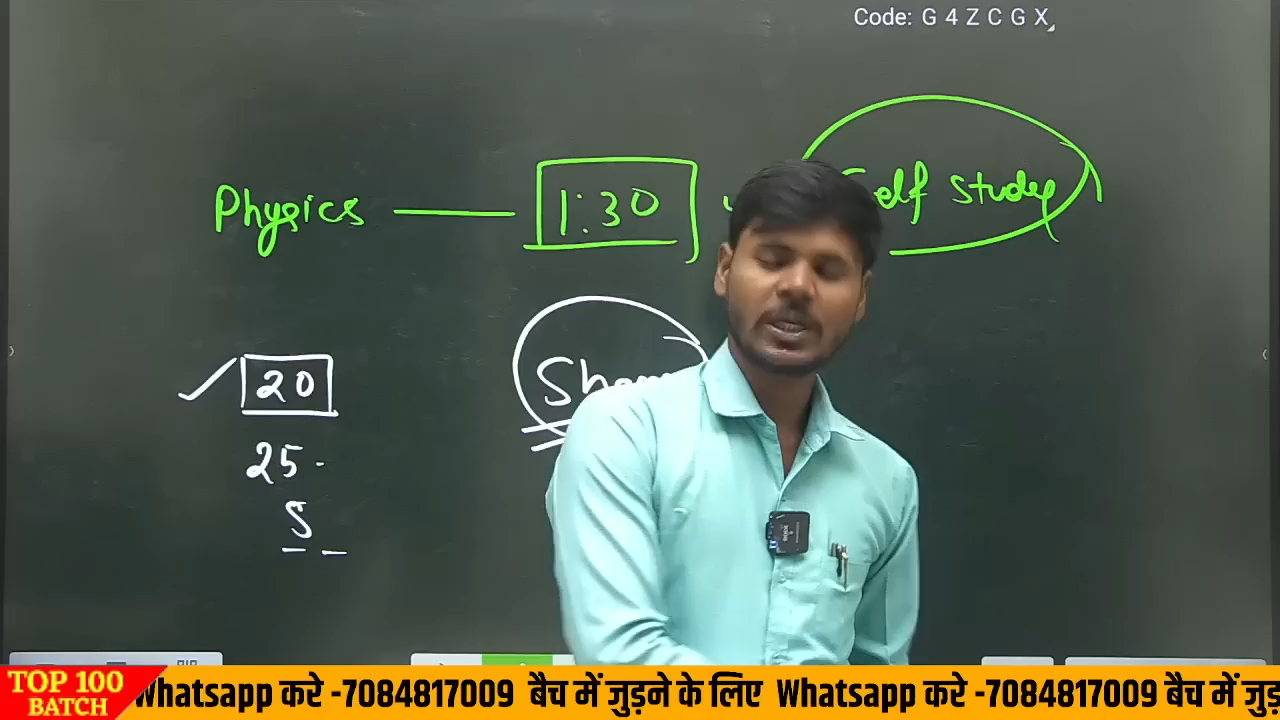 Code: G 4 Z C G X
Physics — 1:30 Self Study
20
25
5
TOP 100
BATCH
Whatsapp करे -7084817009 बैच में जुड़ने के लिए Whatsapp करे -7084817009 बैच में जुड़